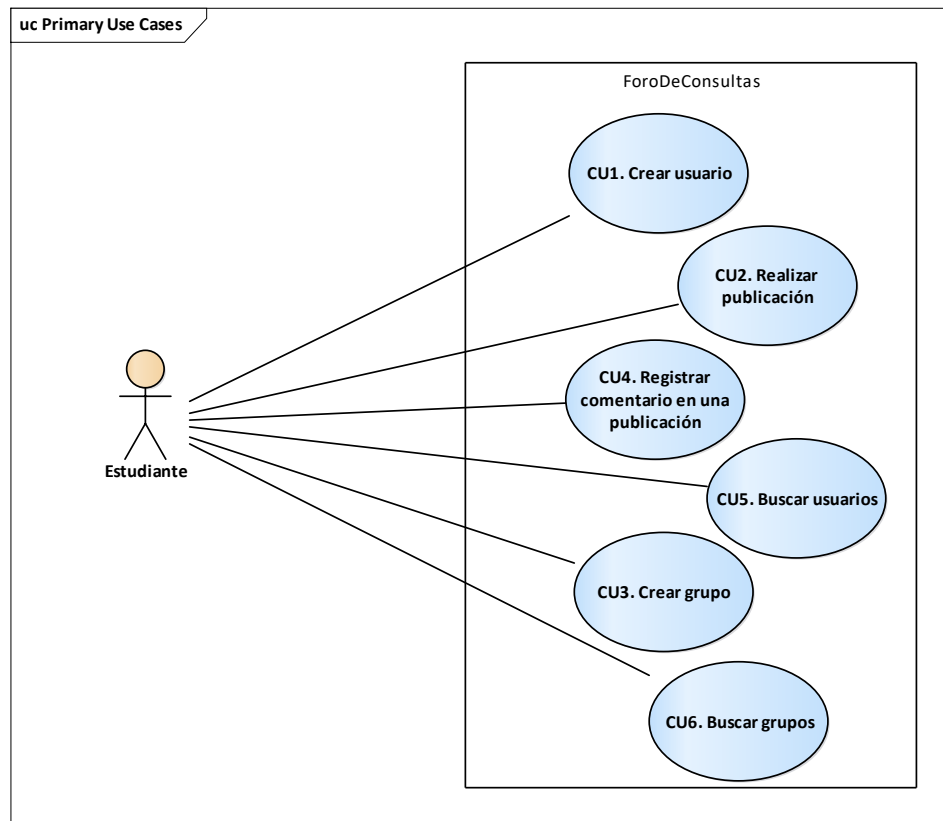 uc Primary Use Cases
ForoDeConsultas
CU1. Crear usuario
CU2. Realizar
publicación
CU4. Registrar
comentario en una
publicación
Estudiante
CU5. Buscar usuarios
CU3. Crear grupo
CU6. Buscar grupos